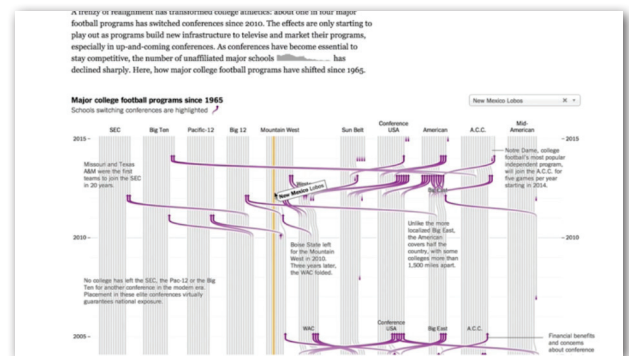 A frenzy of realignment has transformed college athletics: about one in four major
football programs has switched conferences since 2010. The effects are only starting to
play out as programs build new infrastructure to televise and market their programs,
especially in up-and-coming conferences. As conferences have become essential to
stay competitive, the number of unaffiliated major schools has
declined sharply. Here, how major college football programs have shifted since 1965.
Major college football programs since 1965
Schools switching conferences are highlighted
New Mexico Lobos
SEC Big Ten Pacific-12 Big 12 Mountain West Sun Belt Conference USA American A.C.C. Mid-American
2015 - - 2015
Missouri and Texas
A&M were the first
teams to join the SEC
in 20 years.
Notre Dame, college
football's most popular
independent program,
will join the A.C.C. for
five games per year
starting in 2014.
New Mexico Lobos
Big East
2010 - - 2010
Boise State left
for the Mountain
West in 2010.
Three years later,
the WAC folded.
Unlike the more
localized Big East,
the American
covers half the
country, with some
colleges more than
1,500 miles apart.
No college has left the SEC, the Pac-12 or the Big
Ten for another conference in the modern era.
Placement in these elite conferences virtually
guarantees national exposure.
WAC Conference USA Big East A.C.C.
2005 -
Financial benefits
and concerns
about conference